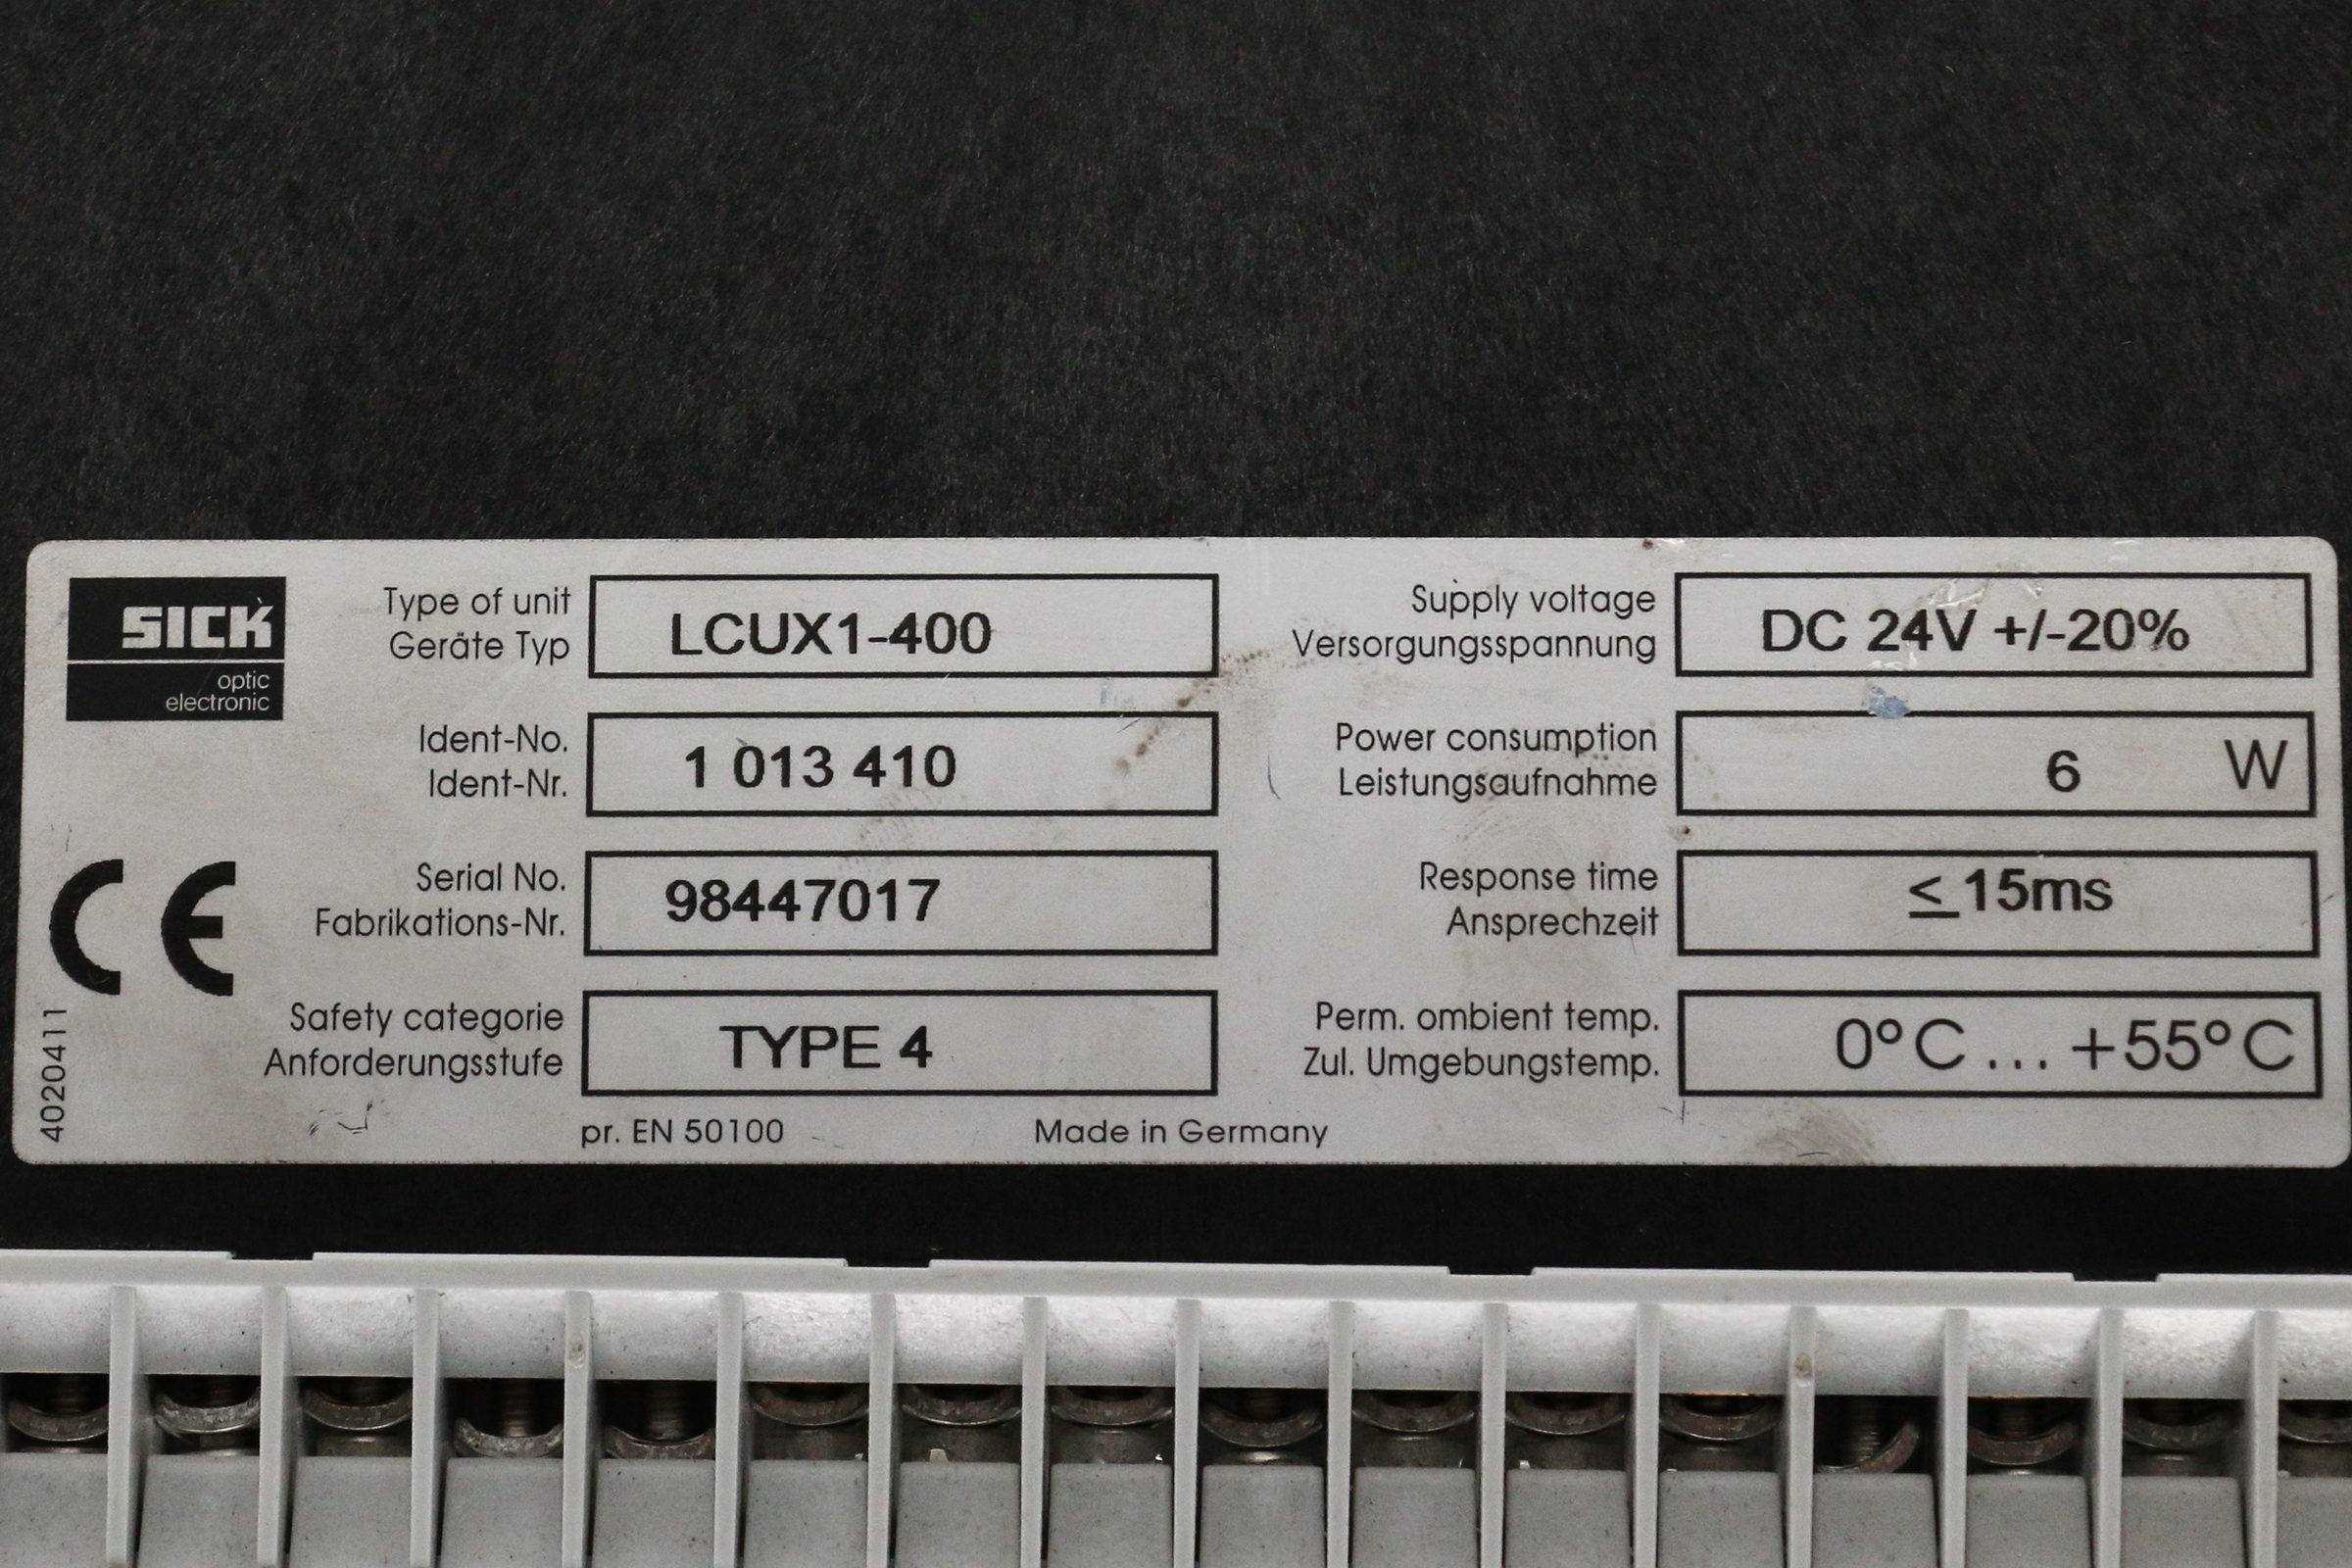 SICK
optic
electronic
Type of unit
Geräte Typ
LCUX1-400
Ident-No.
Ident-Nr.
1 013 410
Serial No.
Fabrikations-Nr.
98447017
Safety categorie
Anforderungsstufe
TYPE 4
Supply voltage
Versorgungsspannung
DC 24V +/-20%
Power consumption
Leistungsaufnahme
6 W
Response time
Ansprechzeit
≤15ms
Perm. ombient temp.
Zul. Umgebungstemp.
0°C ... +55°C
CE
4020411
pr. EN 50100
Made in Germany